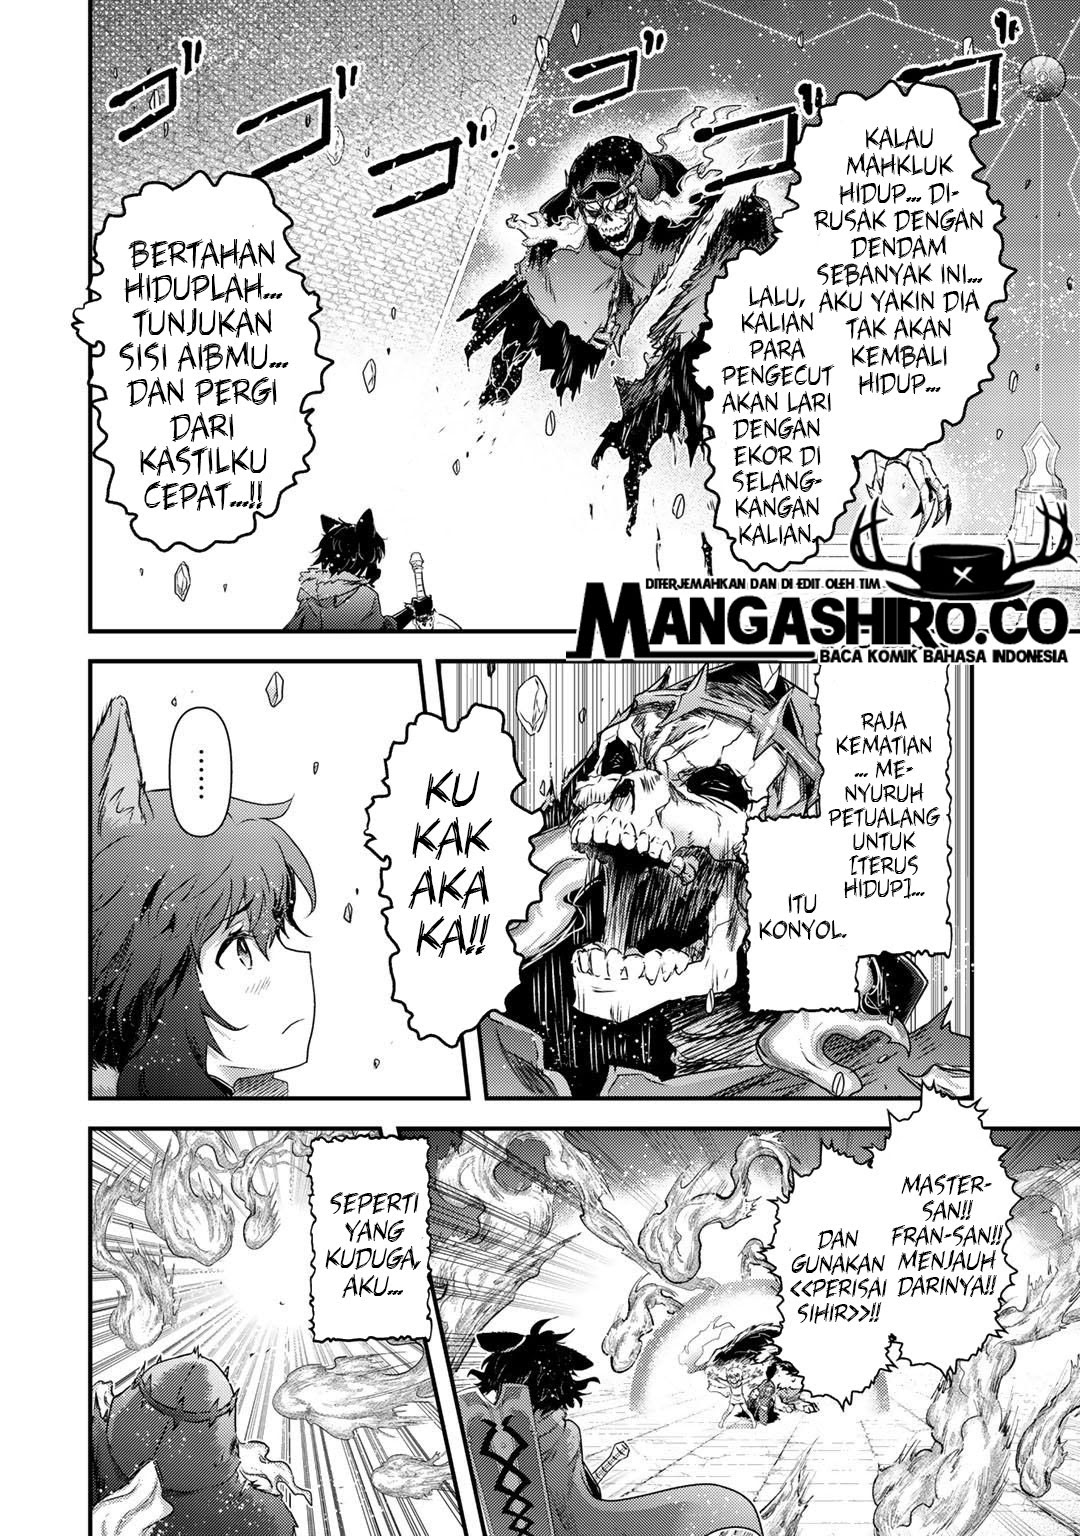 ゴ
ゴ
ゴ
ゴ
ゴ
KALAU
MAHKLUK
HIDUP... DI-
RUSAK DENGAN
DENDAM
SEBANYAK INI...
AKU YAKIN DIA
TAK AKAN
KEMBALI
HIDUP...
LALU,
KALIAN
PARA
PENGECUT
AKAN LARI
DENGAN
EKOR DI
SELANG-
KANGAN
KALIAN.
BERTAHAN
HIDUPLAH...
TUNJUKAN
SISI AIBMU...
DAN PERGI
DARI
KASTILKU
CEPAT...!!
DITERJEMAHKAN DAN DI EDIT OLEH TIM
MANGASHIRO.CO
BACA KOMIK BAHASA INDONESIA
RAJA
KEMATIAN
... ME-
NYURUH
PETUALANG
UNTUK
[TERUS
HIDUP]...
ITU
KONYOL.
KU
KAK
AKA
KA!!
......
MASTER-
SAN!!
FRAN-SAN!!
MENJAUH
DARINYA!!
DAN
GUNAKAN
<<PERISAI
SIHIR>>!!
SEPERTI
YANG
KUDUGA,
AKU...